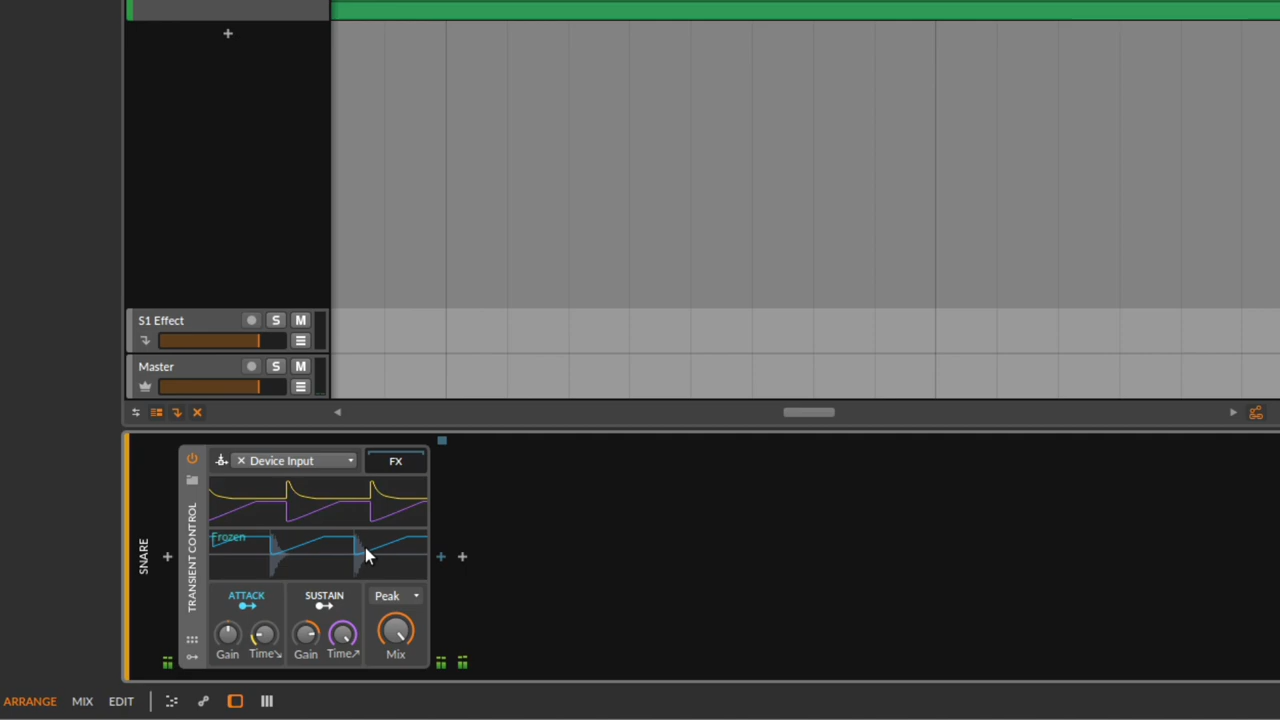 S1 Effect
S M
Master
S M
SNARE
TRANSIENT CONTROL
Device Input
FX
Frozen
ATTACK
SUSTAIN
Peak
Gain
Time
Gain
Time
Mix
ARRANGE
MIX
EDIT